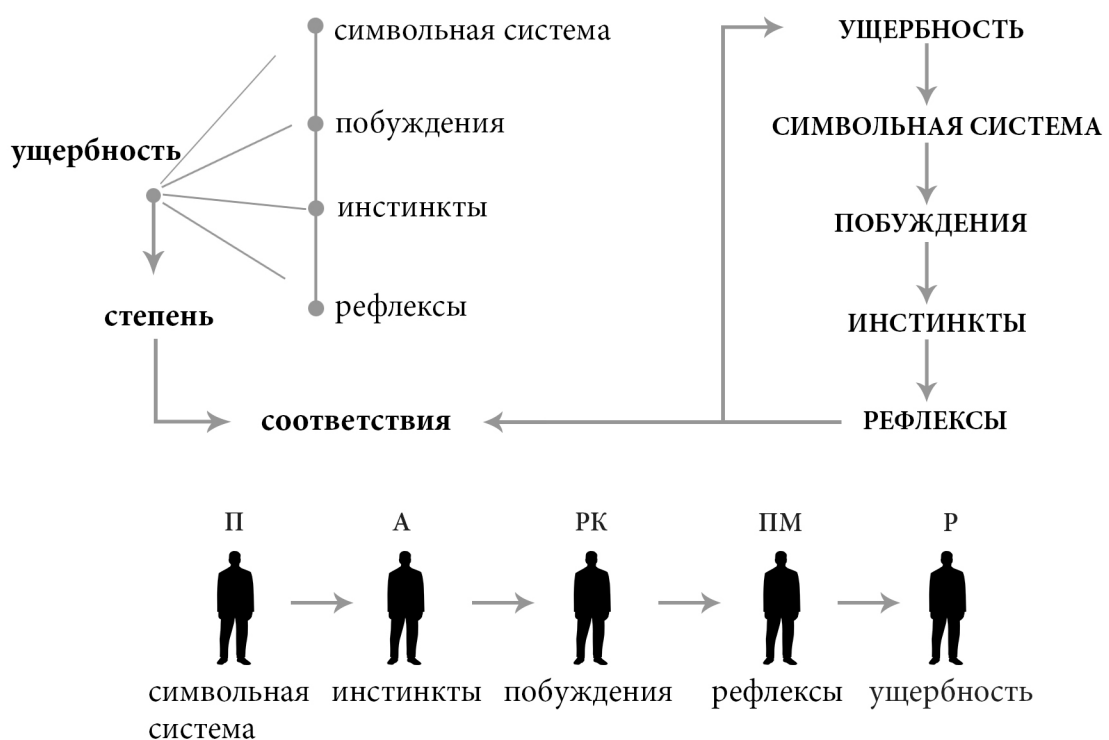 символьная система
побуждения
ущербность
инстинкты
рефлексы
степень
соответствия
УЩЕРБНОСТЬ
СИМВОЛЬНАЯ СИСТЕМА
ПОБУЖДЕНИЯ
ИНСТИНКТЫ
РЕФЛЕКСЫ
П
А
РК
ПМ
Р
символьная
система
инстинкты
побуждения
рефлексы
ущербность